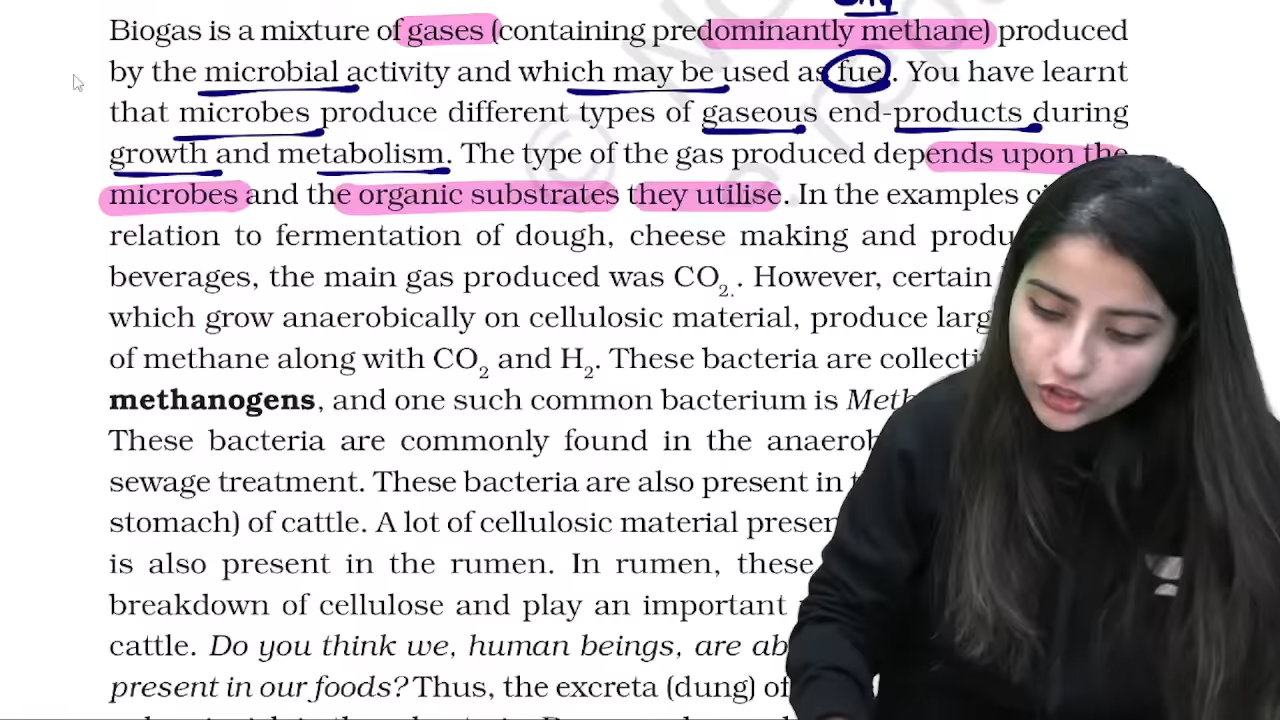 Biogas is a mixture of gases (containing predominantly methane) produced
by the microbial activity and which may be used as fuel. You have learnt
that microbes produce different types of gaseous end-products during
growth and metabolism. The type of the gas produced depends upon the
microbes and the organic substrates they utilise. In the examples
relation to fermentation of dough, cheese making and
beverages, the main gas produced was CO₂. . However, certain
which grow anaerobically on cellulosic material, produce
of methane along with CO₂ and H₂. These bacteria are
methanogens, and one such common bacterium is
These bacteria are commonly found in the
sewage treatment. These bacteria are also present in
stomach) of cattle. A lot of cellulosic material
is also present in the rumen. In rumen, these
breakdown of cellulose and play an important
cattle. Do you think we, human beings, are
present in our foods? Thus, the excreta (dung) of